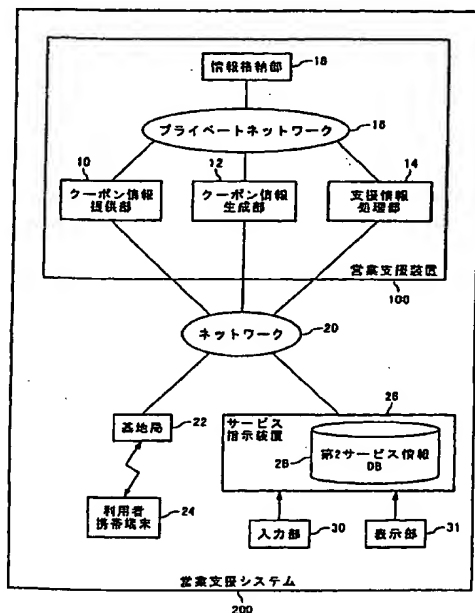 情報格納部
18
プライベートネットワーク
16
10
クーポン情報
提供部
12
クーポン情報
生成部
14
支援情報
処理部
営業支援装置
100
ネットワーク
20
基地局
22
利用者
携帯端末
24
26
サービス
指示装置
28
第2サービス情報
DB
入力部
30
表示部
31
営業支援システム
200